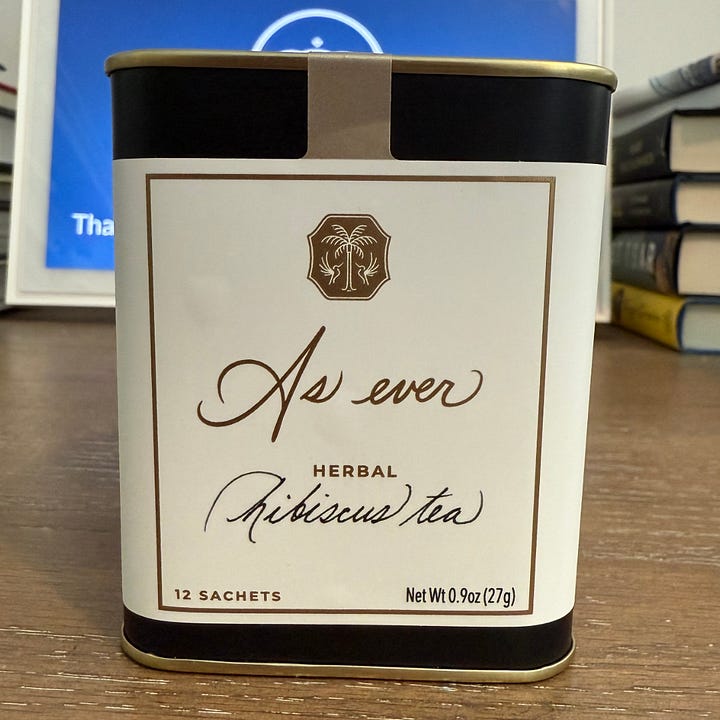 Tha
As ever
HERBAL
hibiscus tea
12 SACHETS
Net Wt 0.9oz (27g)